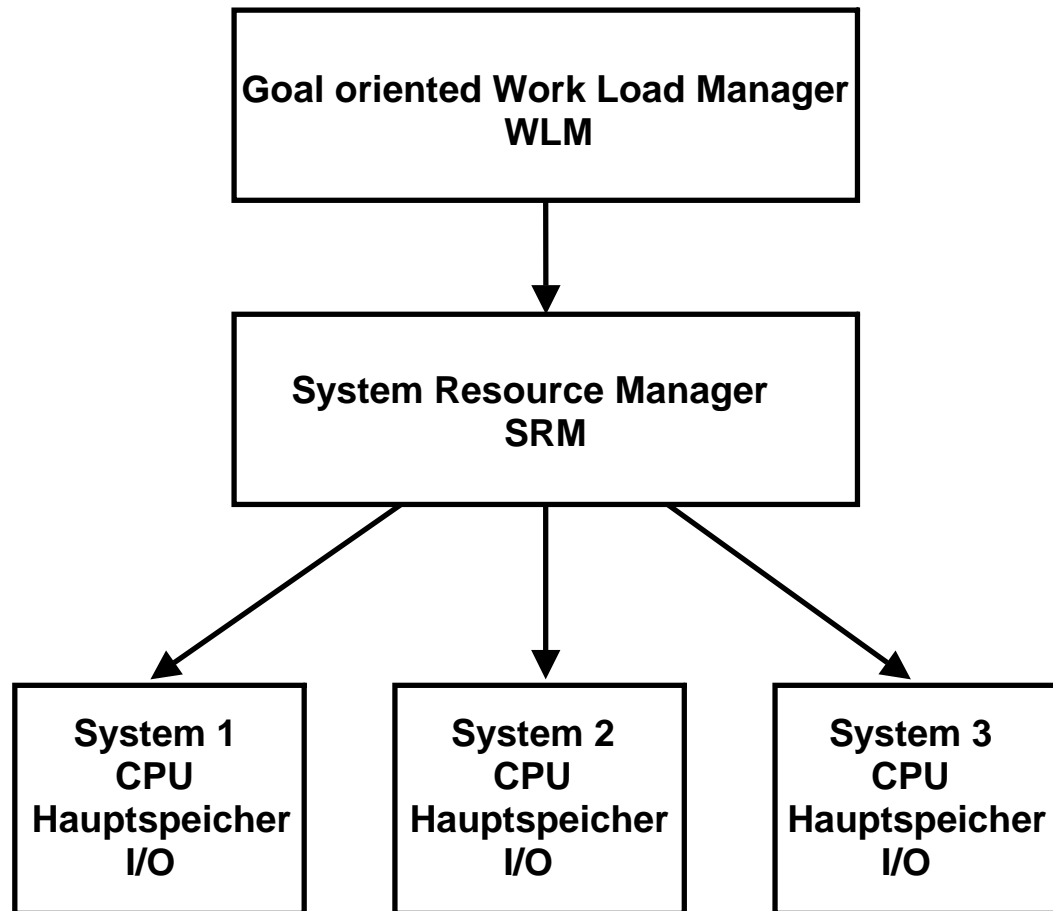 Goal oriented Work Load Manager
WLM
System Resource Manager
SRM
System 1
CPU
Hauptspeicher
I/O
System 2
CPU
Hauptspeicher
I/O
System 3
CPU
Hauptspeicher
I/O